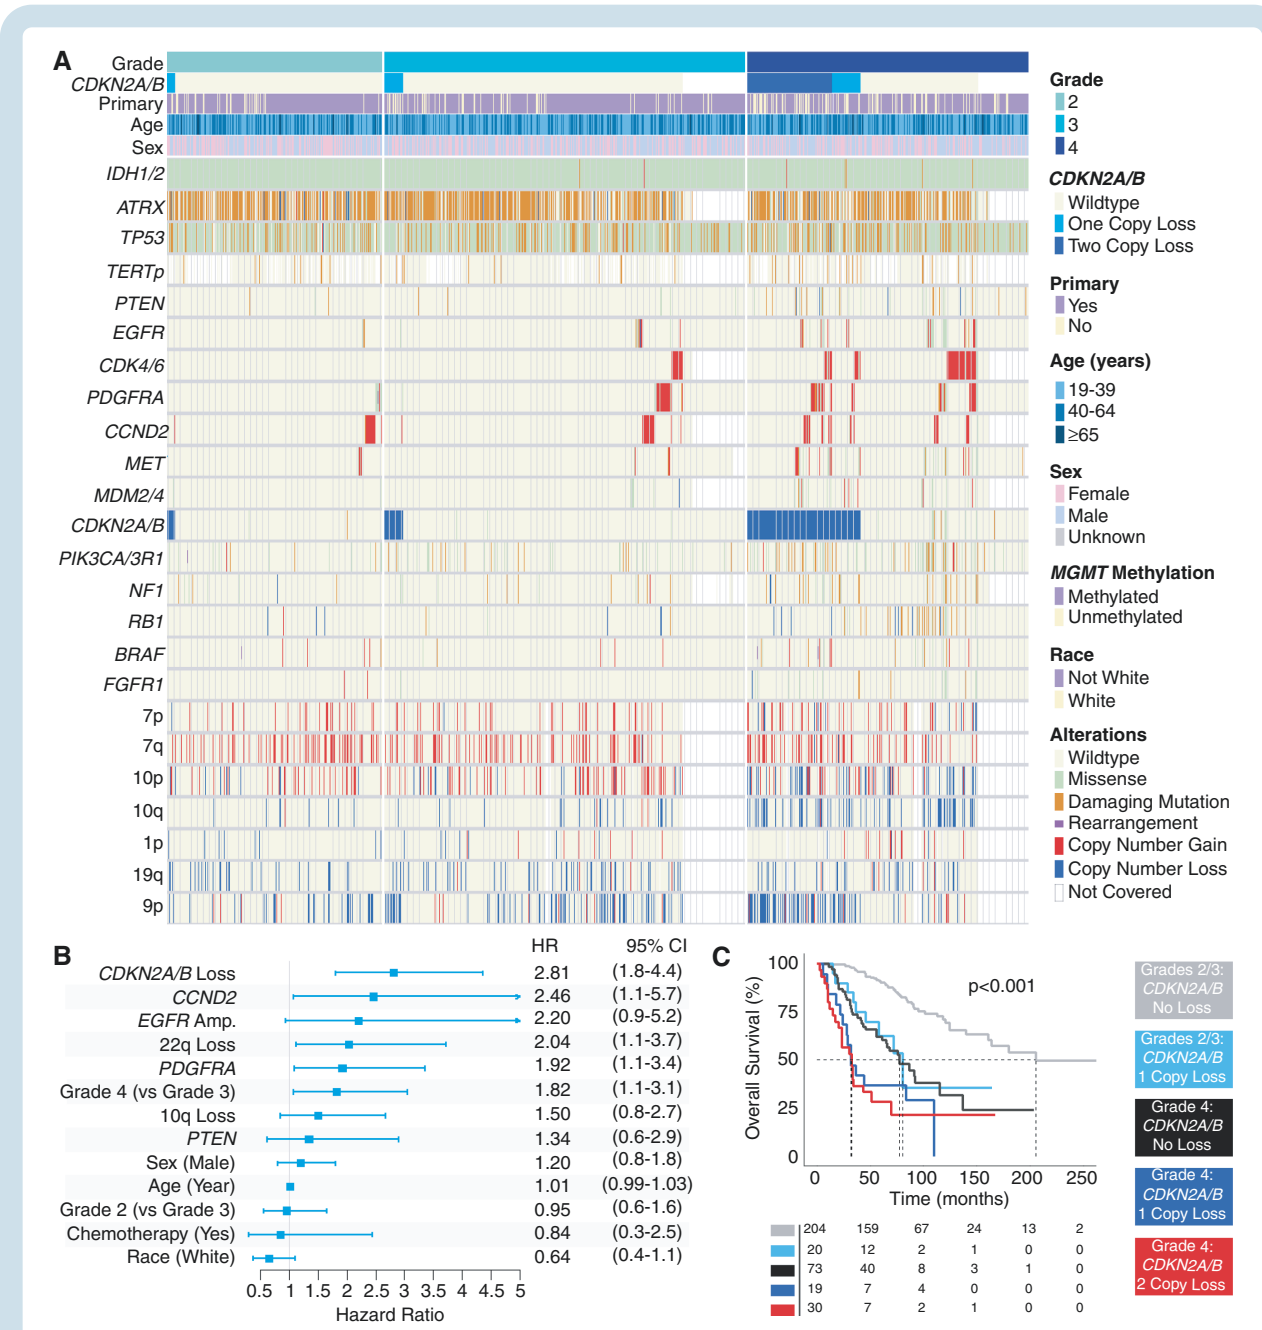 A
Grade
CDKN2A/B
Primary
Age
Sex
IDH1/2
ATRX
TP53
TERTp
PTEN
EGFR
CDK4/6
PDGFRA
CCND2
MET
MDM2/4
CDKN2A/B
PIK3CA/3R1
NF1
RB1
BRAF
FGFR1
7p
7q
10p
10q
1p
19q
9p
Grade
2
3
4
CDKN2A/B
Wildtype
One Copy Loss
Two Copy Loss
Primary
Yes
No
Age (years)
19-39
40-64
≥65
Sex
Female
Male
Unknown
MGMT Methylation
Methylated
Unmethylated
Race
Not White
White
Alterations
Wildtype
Missense
Damaging Mutation
Rearrangement
Copy Number Gain
Copy Number Loss
Not Covered
B
HR 95% CI
CDKN2A/B Loss 2.81 (1.8-4.4)
CCND2 2.46 (1.1-5.7)
EGFR Amp. 2.20 (0.9-5.2)
22q Loss 2.04 (1.1-3.7)
PDGFRA 1.92 (1.1-3.4)
Grade 4 (vs Grade 3) 1.82 (1.1-3.1)
10q Loss 1.50 (0.8-2.7)
PTEN 1.34 (0.6-2.9)
Sex (Male) 1.20 (0.8-1.8)
Age (Year) 1.01 (0.99-1.03)
Grade 2 (vs Grade 3) 0.95 (0.6-1.6)
Chemotherapy (Yes) 0.84 (0.3-2.5)
Race (White) 0.64 (0.4-1.1)
0.5 1 1.5 2 2.5 3 3.5 4 4.5 5
Hazard Ratio
C
Overall Survival (%)
100
75
50
25
0
p<0.001
0 50 100 150 200 250
Time (months)
204 159 67 24 13 2
20 12 2 1 0 0
73 40 8 3 1 0
19 7 4 0 0 0
30 7 2 1 0 0
Grades 2/3:
CDKN2A/B
No Loss
Grades 2/3:
CDKN2A/B
1 Copy Loss
Grade 4:
CDKN2A/B
No Loss
Grade 4:
CDKN2A/B
1 Copy Loss
Grade 4:
CDKN2A/B
2 Copy Loss